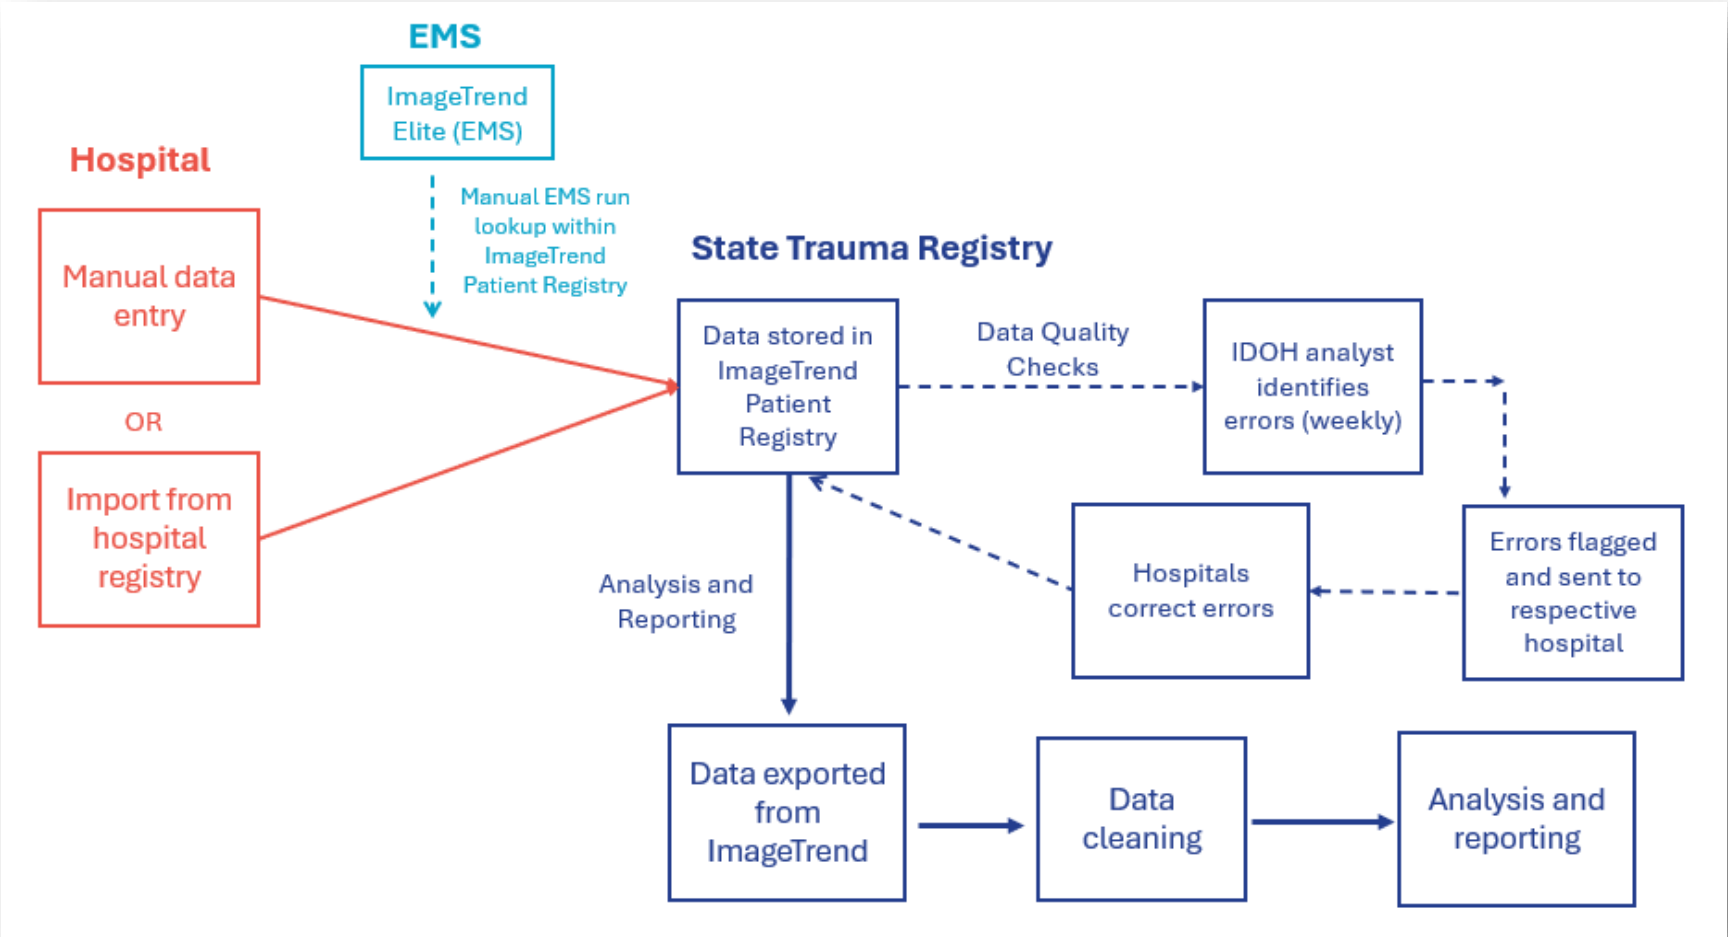 EMS
ImageTrend
Elite (EMS)
Manual EMS run
lookup within
ImageTrend
Patient Registry
Hospital
Manual data
entry
OR
Import from
hospital
registry
State Trauma Registry
Data stored in
ImageTrend
Patient
Registry
Data Quality
Checks
IDOH analyst
identifies
errors (weekly)
Errors flagged
and sent to
respective
hospital
Hospitals
correct errors
Analysis and
Reporting
Data exported
from
ImageTrend
Data
cleaning
Analysis and
reporting